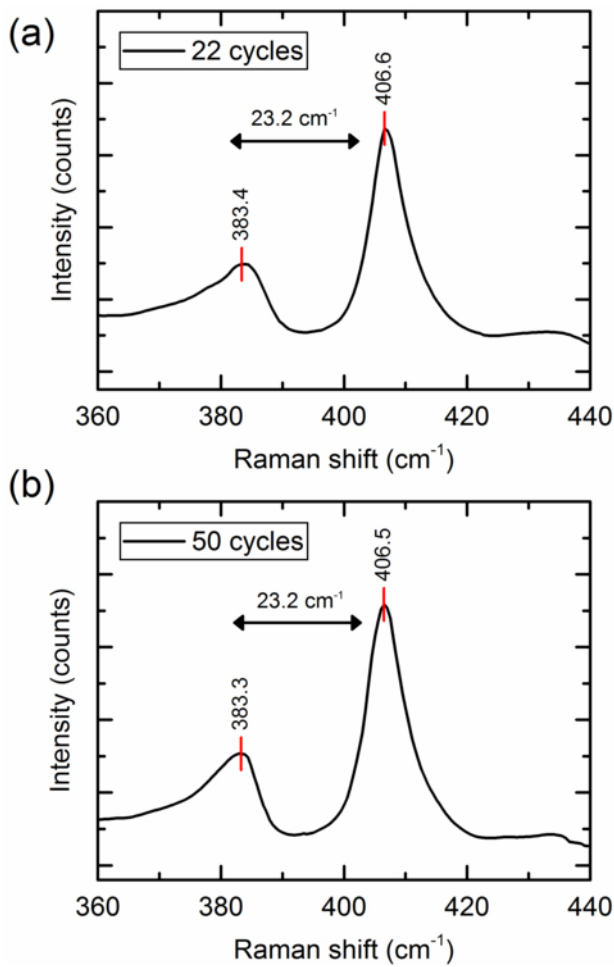 (a)
22 cycles
406.6
23.2 cm⁻¹
383.4
Intensity (counts)
360 380 400 420 440
Raman shift (cm⁻¹)
(b)
50 cycles
406.5
23.2 cm⁻¹
383.3
Intensity (counts)
360 380 400 420 440
Raman shift (cm⁻¹)